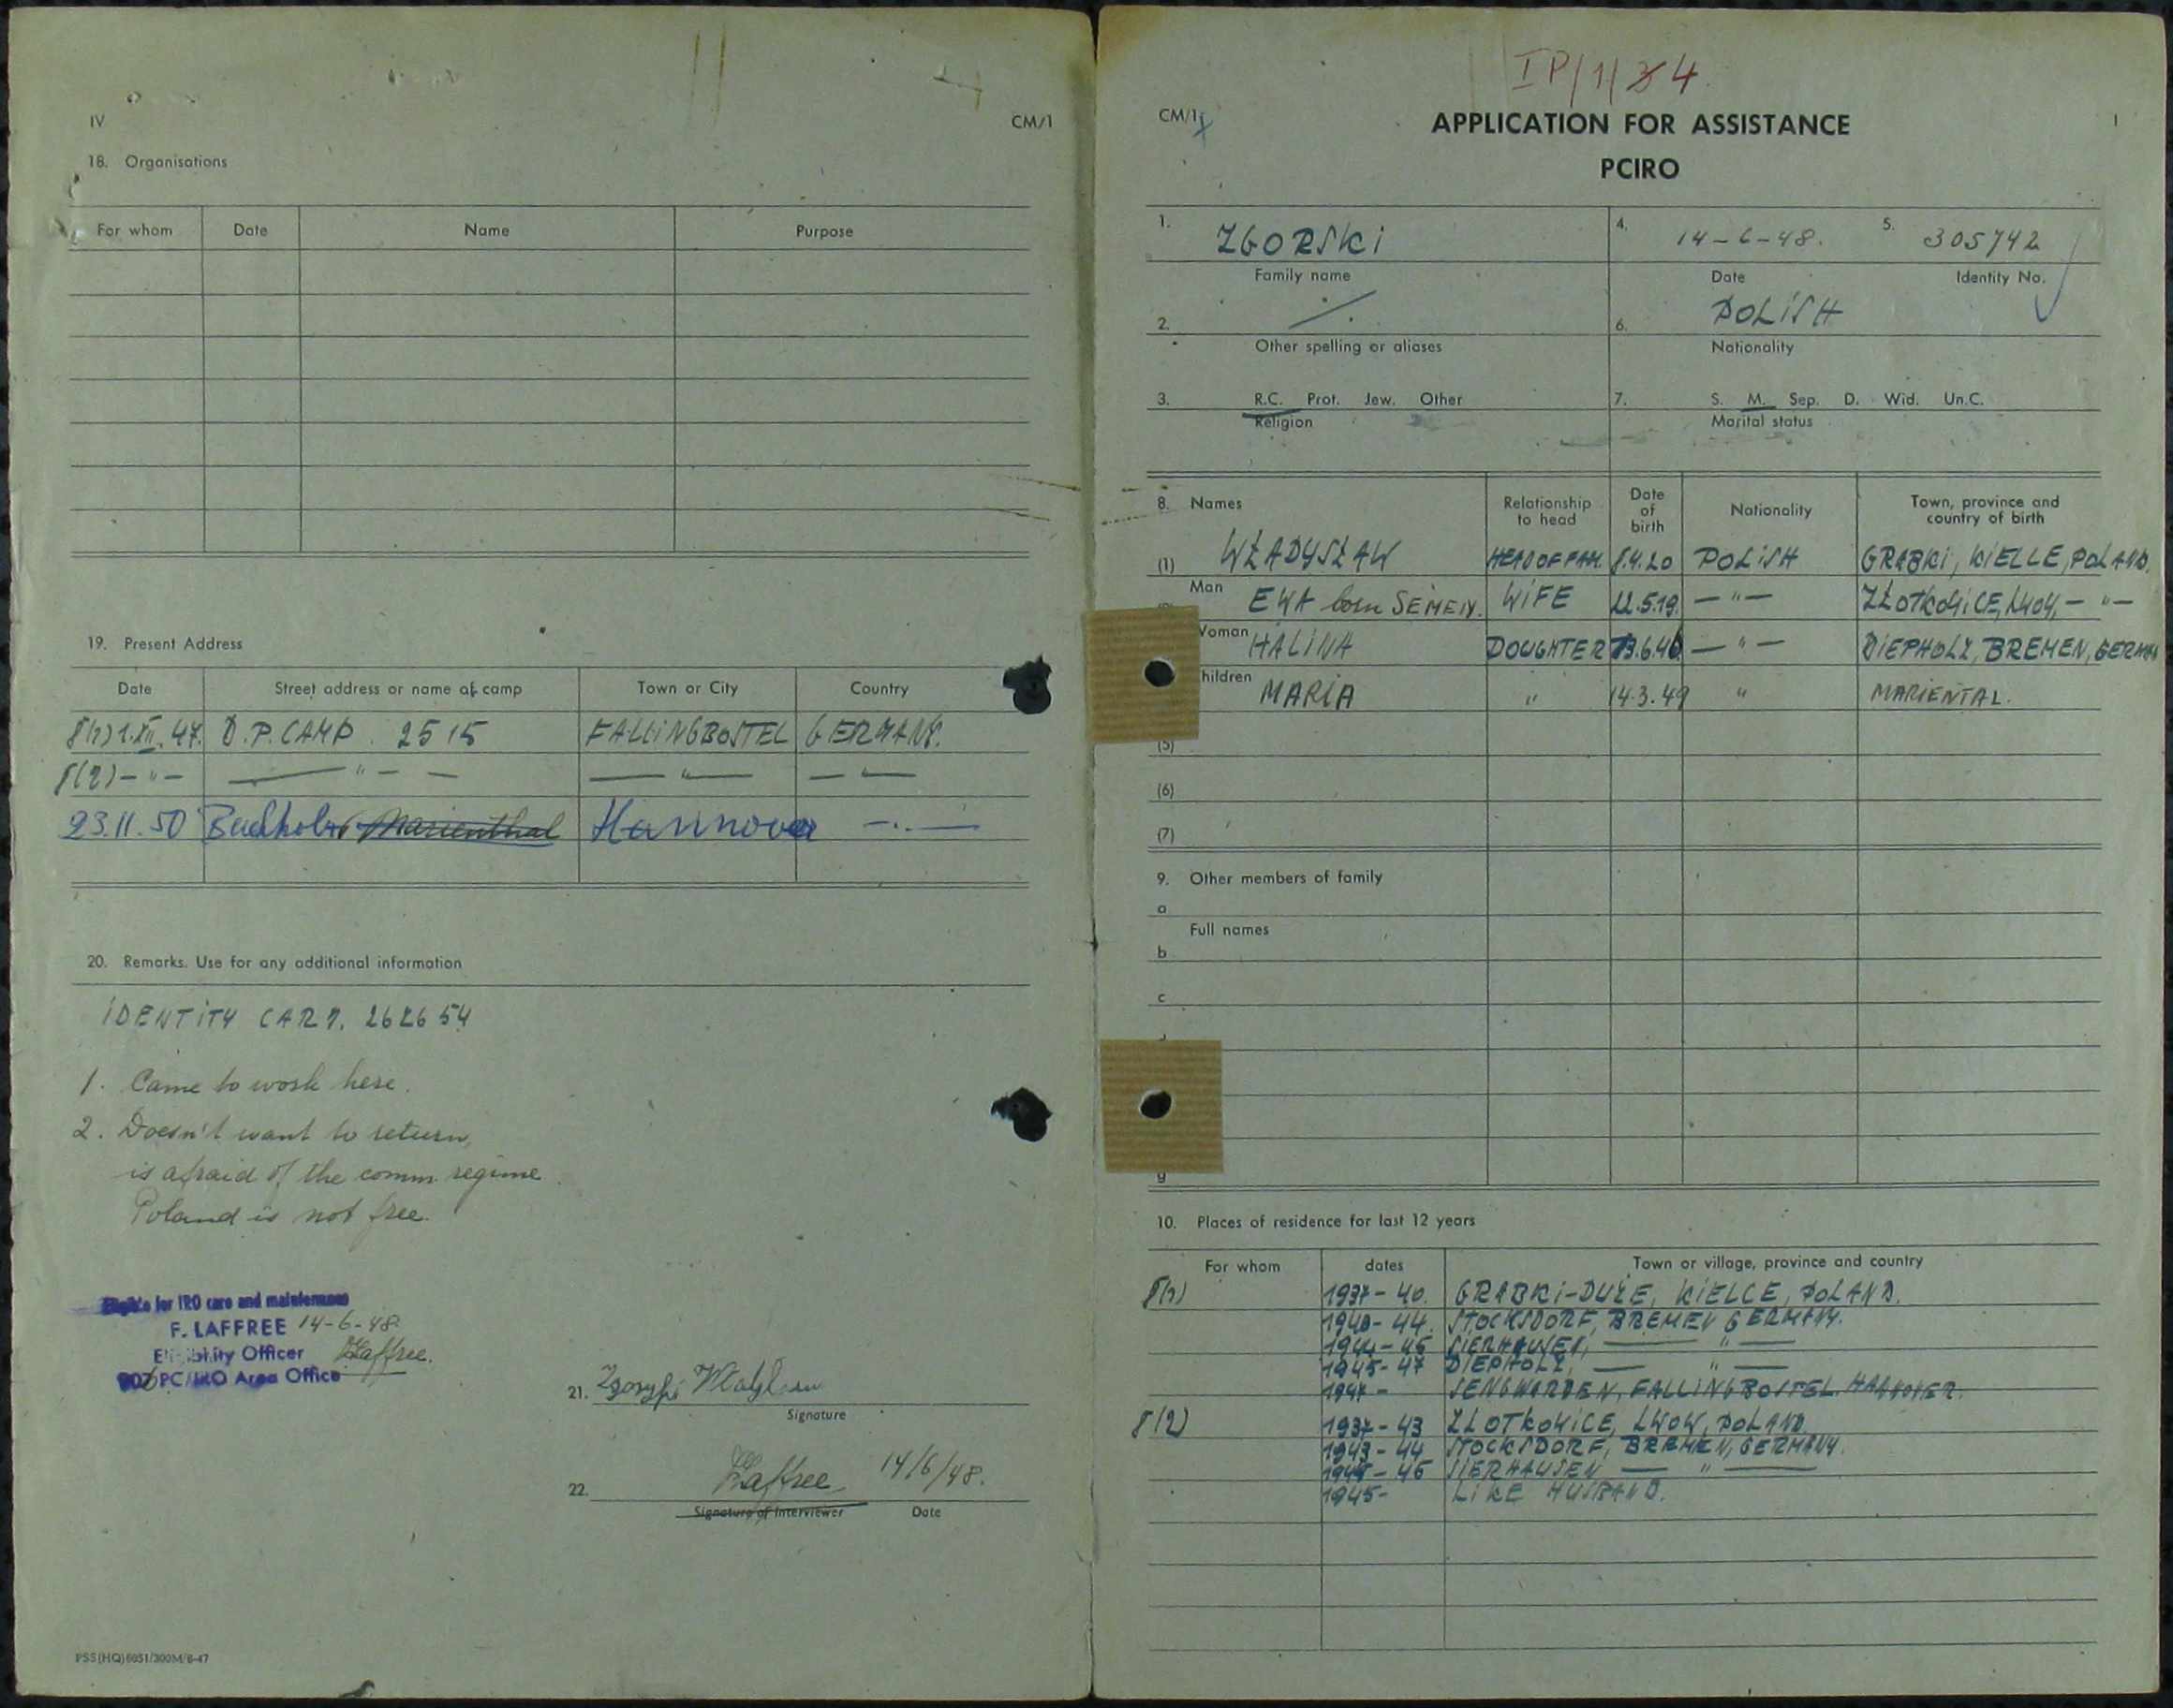 IV
CM/1
18. Organisations
For whom Date Name Purpose
19. Present Address
Date Street address or name of camp Town or City Country
8(1) 1.XII.47. D.P. CAMP 2515 FALLINGBOSTEL GERMANY.
8(2) — " — — " — — — " — — " —
23.11.50 Buchholz / Marienthal Hannover —.—
20. Remarks. Use for any additional information
IDENTITY CARD. 262654
1. Came to work here.
2. Doesn't want to return,
is afraid of the comm. regime.
Poland is not free.
Eligible for IRO care and maintenance
F. LAFFREE 14-6-48
Eligibility Officer Laffree.
PC/IRO Area Office
21. Zgorski
Signature
22. Laffree 14/6/48.
Signature of Interviewer Date
PSS(HQ)6051/300M/6-47
IP/1/34.
CM/1
APPLICATION FOR ASSISTANCE
I
PCIRO
1. ZGORSKI
Family name
4. 14-6-48.
Date
5. 305742
Identity No.
2. ./.
Other spelling or aliases
6. POLISH
Nationality
3. R.C. Prot. Jew. Other
Religion
7. S. M. Sep. D. Wid. Un.C.
Marital status
8. Names Relationship to head Date of birth Nationality Town, province and country of birth
(1) WŁADYSŁAW HEAD OF FAM. 8.4.20 POLISH GRABKI, KIELLE, POLAND.
Man
EWA born SEMEN. WIFE 22.5.19. — " — ZŁOTKOWICE, LWOW, — " —
Woman
HALINA DOUGHTER 13.6.46 — " — DIEPHOLZ, BREMEN, GERMAN
Children
MARIA " 14.3.49 " MARIENTAL.
(5)
(6)
(7)
9. Other members of family
a
Full names
b
c
g
10. Places of residence for last 12 years
For whom dates Town or village, province and country
8(1) 1937-40. GRABKI-DUŻE, KIELCE, POLAND.
1940-44. STOCKSDORF, BREMEN GERMANY.
1944-45 SIERHAUSEN, — " —
1945-47 DIEPHOLZ, — " —
1947- SENGWARDEN, FALLINGBOSTEL. HANNOVER.
8(2) 1937-43 ZLOTKOWICE, LWOW, POLAND
1943-44 STOCKSDORF, BREMEN, GERMANY.
1944-45 SIERHAUSEN — " —
1945- LIKE HUSBAND.